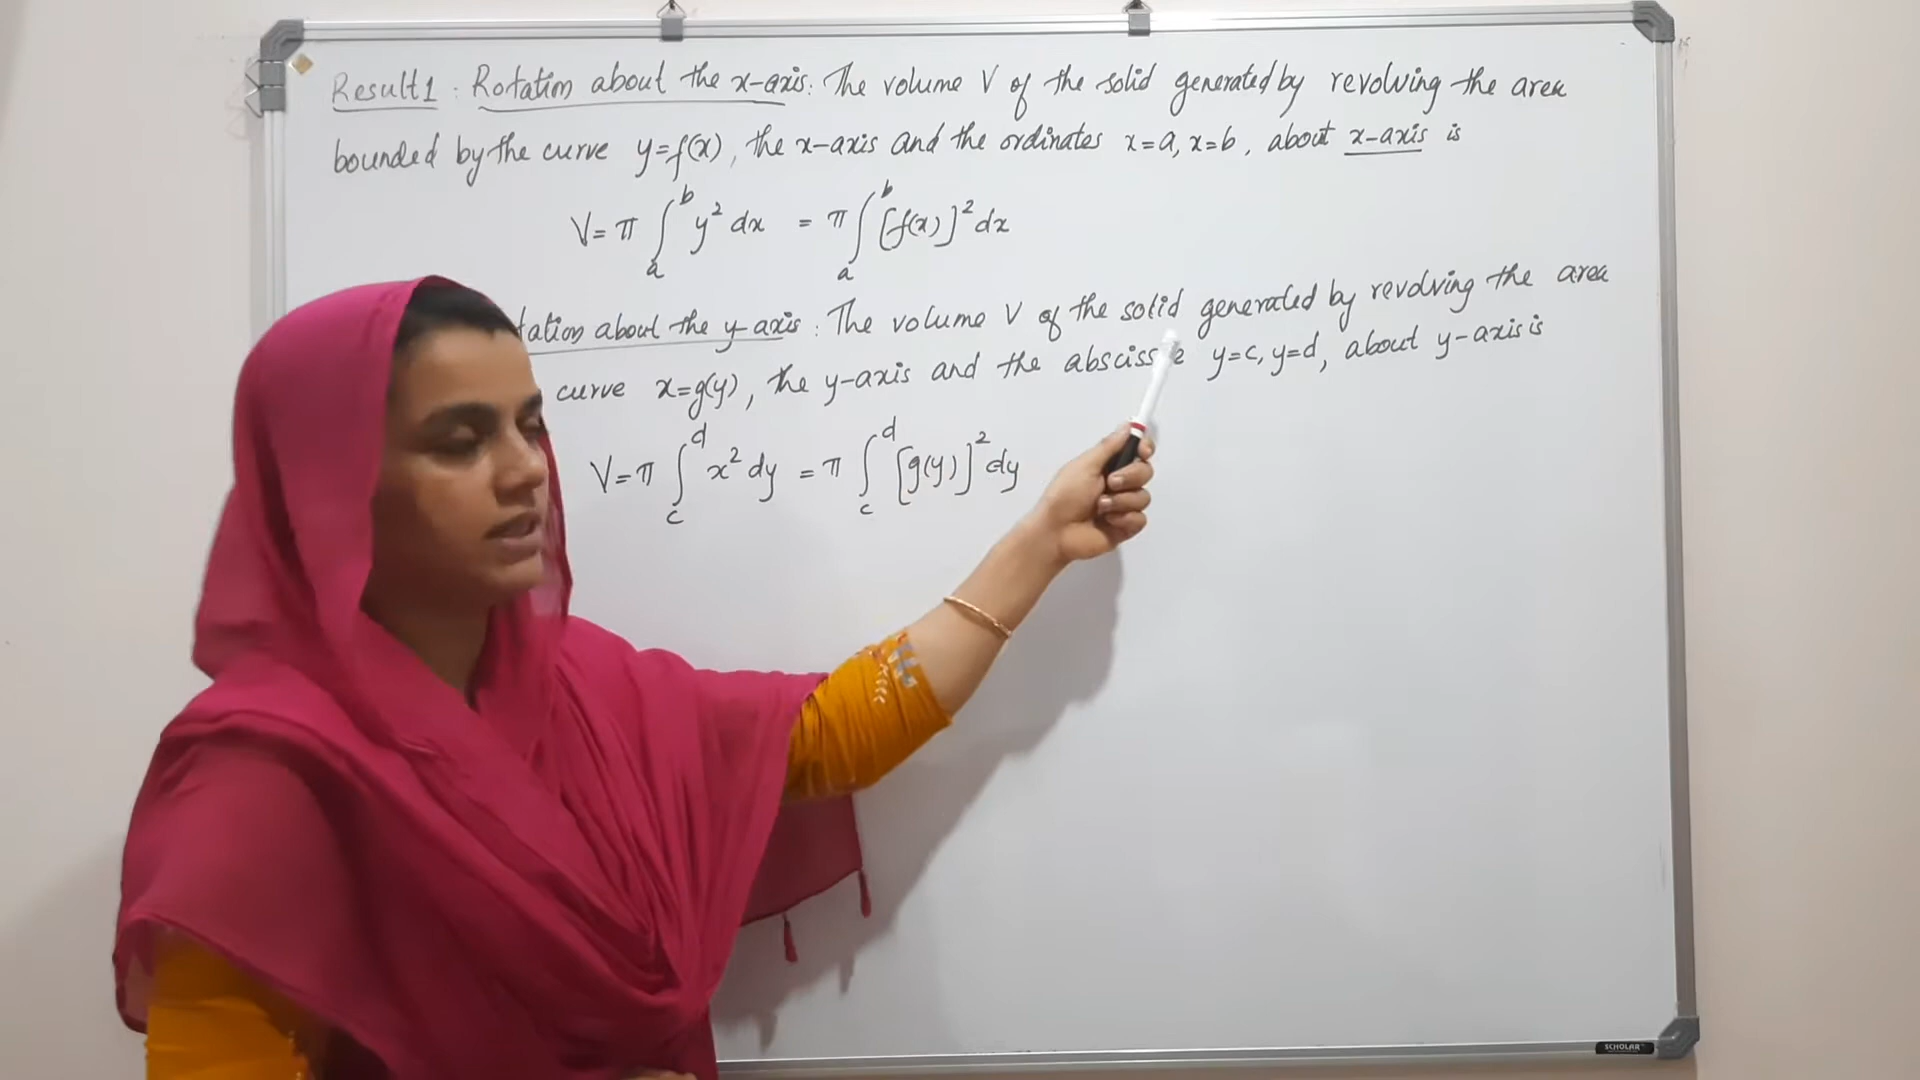 Result 1 : Rotation about the x-axis: The volume V of the solid generated by revolving the area
bounded by the curve y=f(x), the x-axis and the ordinates x=a, x=b, about x-axis is
V= π ∫_a^b y² dx = π ∫_a^b [f(x)]² dx
tation about the y-axis : The volume V of the solid generated by revolving the area
curve x=g(y), the y-axis and the y=c, y=d, about y-axis is
V=π ∫_c^d x² dy = π ∫_c^d [g(y)]² dy
SCHOLAR